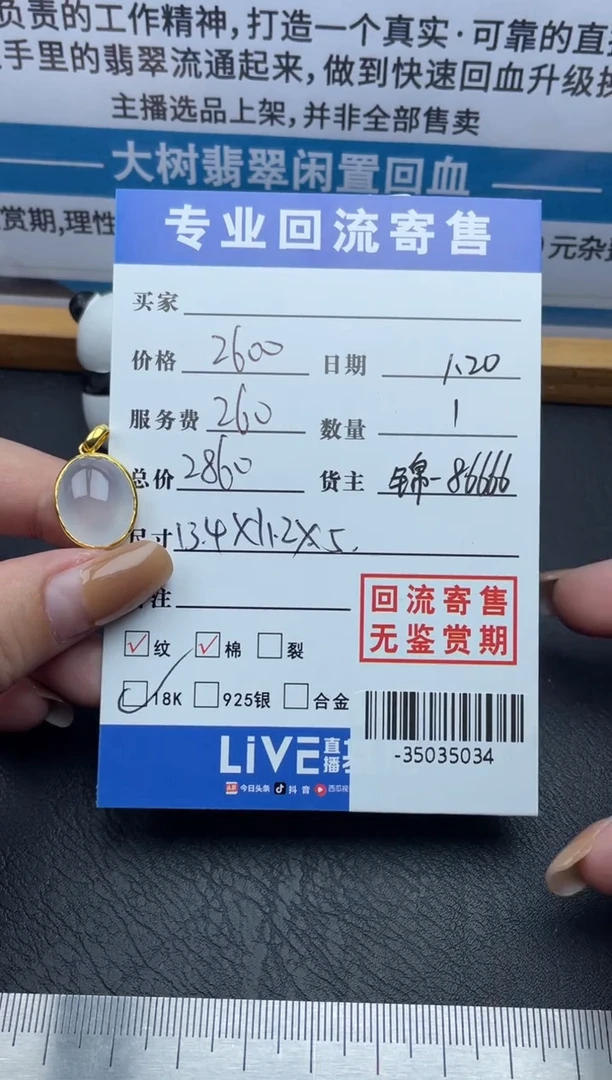 负责的工作精神，打造一个真实·可靠的直
手里的翡翠流通起来，做到快速回血升级换
主播选品上架，并非全部售卖
大树翡翠闲置回血
赏期，理性
元杂
专业回流寄售
买家
价格 2600 日期 1.20
服务费 260 数量 1
总价 2860 货主 锦-86666
尺寸 13.4X11.2X5.
注
回流寄售
无鉴赏期
纹 棉 裂
18K 925银 合金
-35035034
LiVE 直播
今日头条 抖音 西瓜视